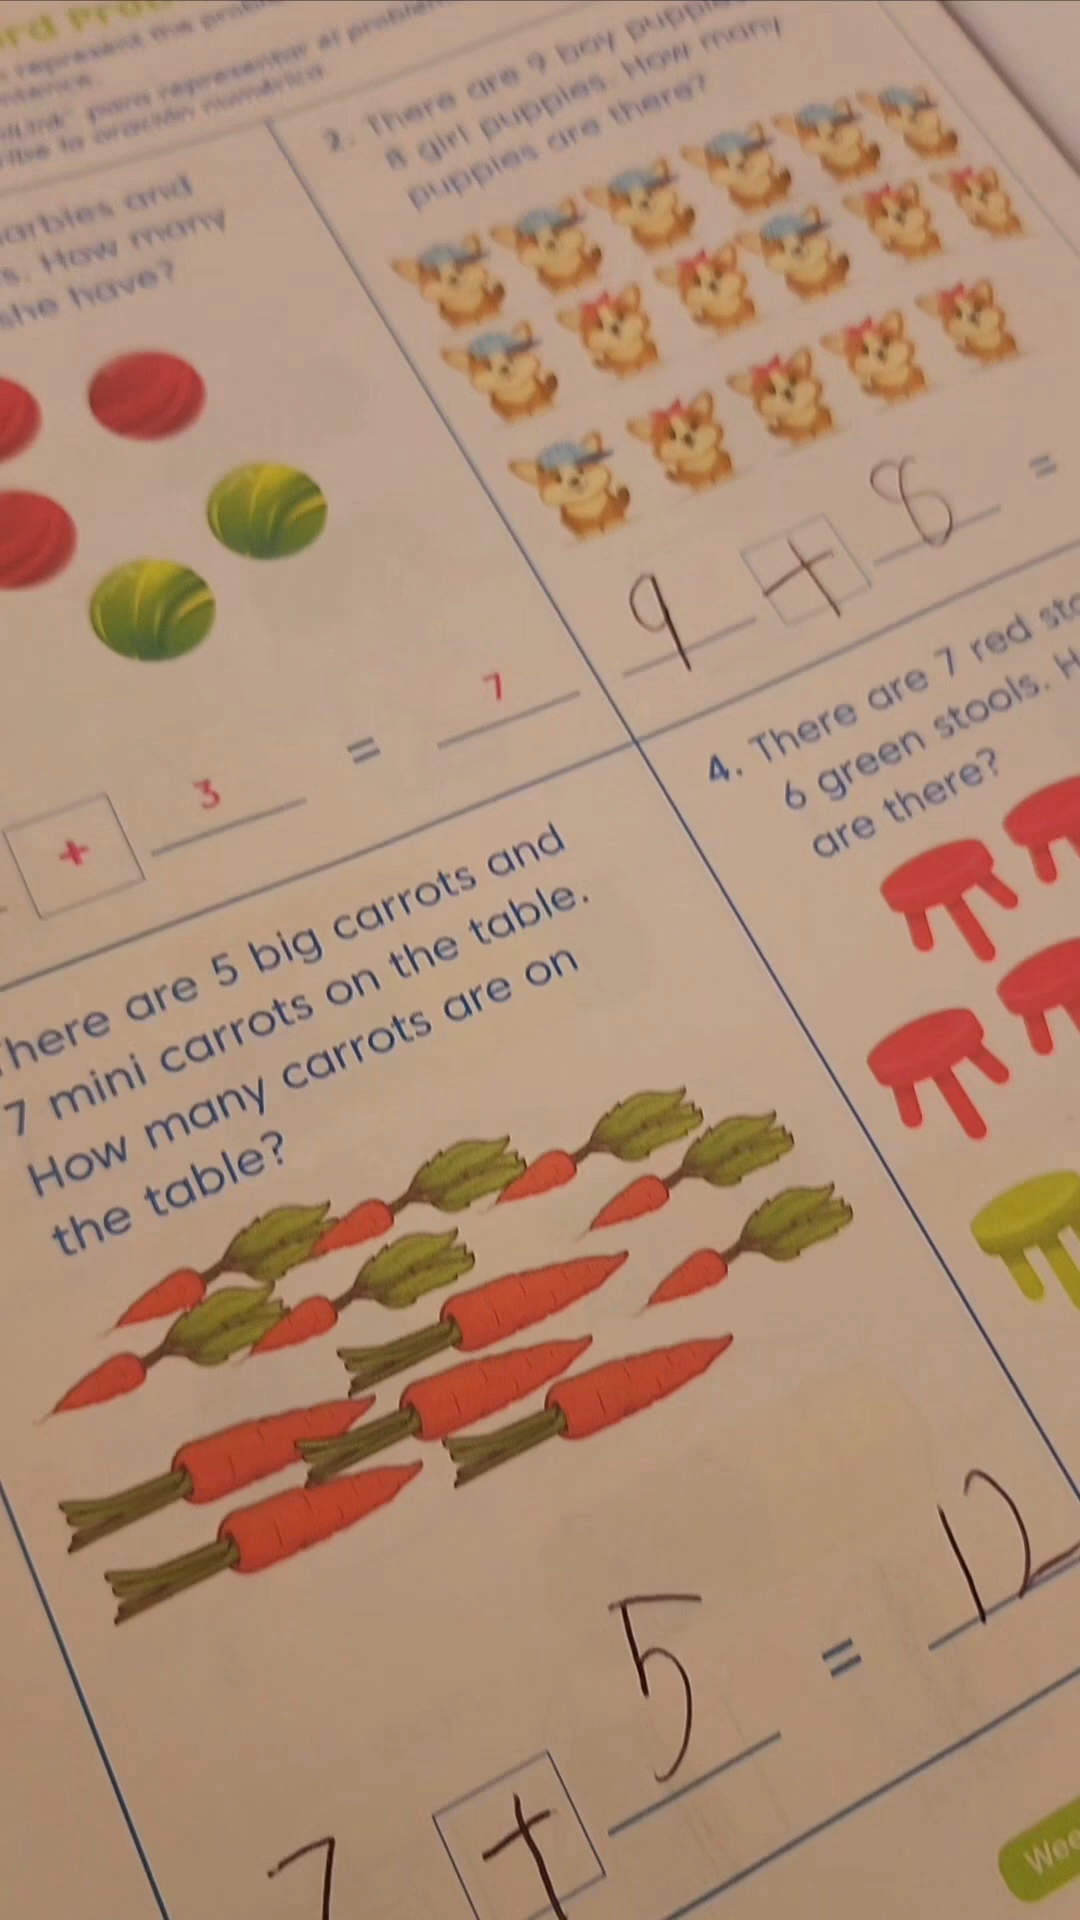 represent the
para representar el problema
oración numérica.
arbles and
s. How many
she have?
+ 3 = 7
2. There are 9 boy puppies
8 girl puppies. How many
puppies are there?
9 + 8 =
There are 5 big carrots and
7 mini carrots on the table.
How many carrots are on
the table?
7 + 5 = 12
4. There are 7 red sto
6 green stools. H
are there?
Wee